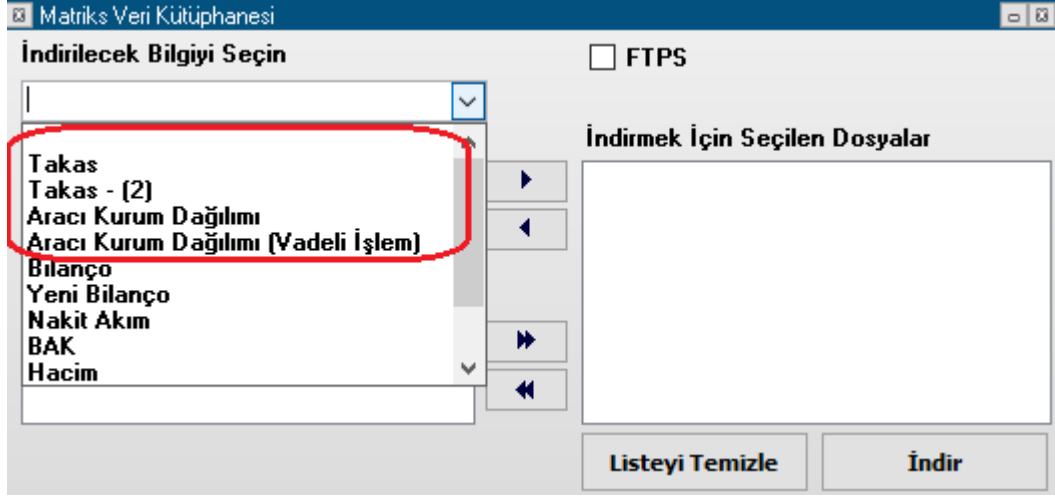 Matriks Veri Kütüphanesi
İndirilecek Bilgiyi Seçin
FTPS
Takas
Takas - (2)
Aracı Kurum Dağılımı
Aracı Kurum Dağılımı (Vadeli İşlem)
Bilanço
Yeni Bilanço
Nakit Akım
BAK
Hacim
İndirmek İçin Seçilen Dosyalar
Listeyi Temizle
İndir